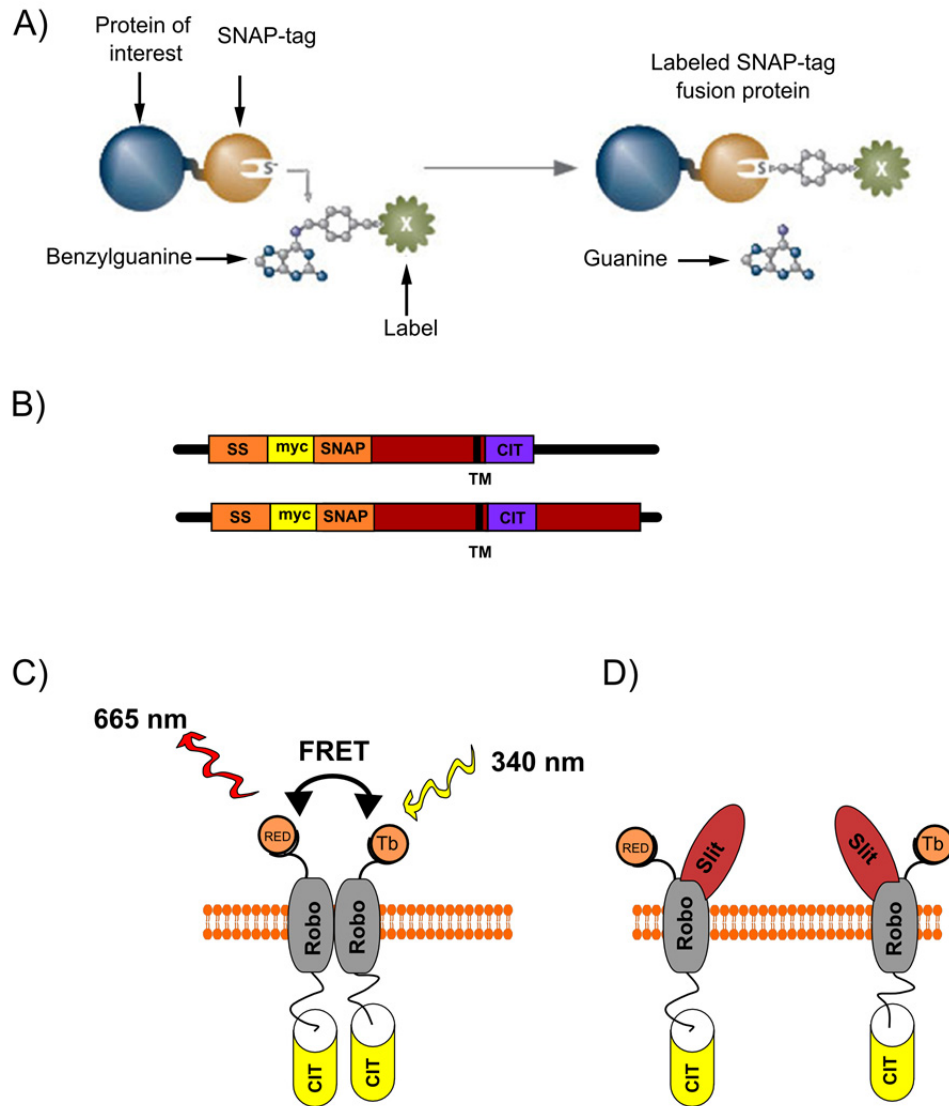 A)
Protein of
interest
SNAP-tag
Labeled SNAP-tag
fusion protein
S-
X
S
X
Benzylguanine
Guanine
Label
B)
SS myc SNAP CIT
TM
SS myc SNAP CIT
TM
C)
D)
665 nm
FRET
340 nm
RED
Tb
Robo
Robo
CIT
CIT
RED
Slit
Slit
Tb
Robo
Robo
CIT
CIT